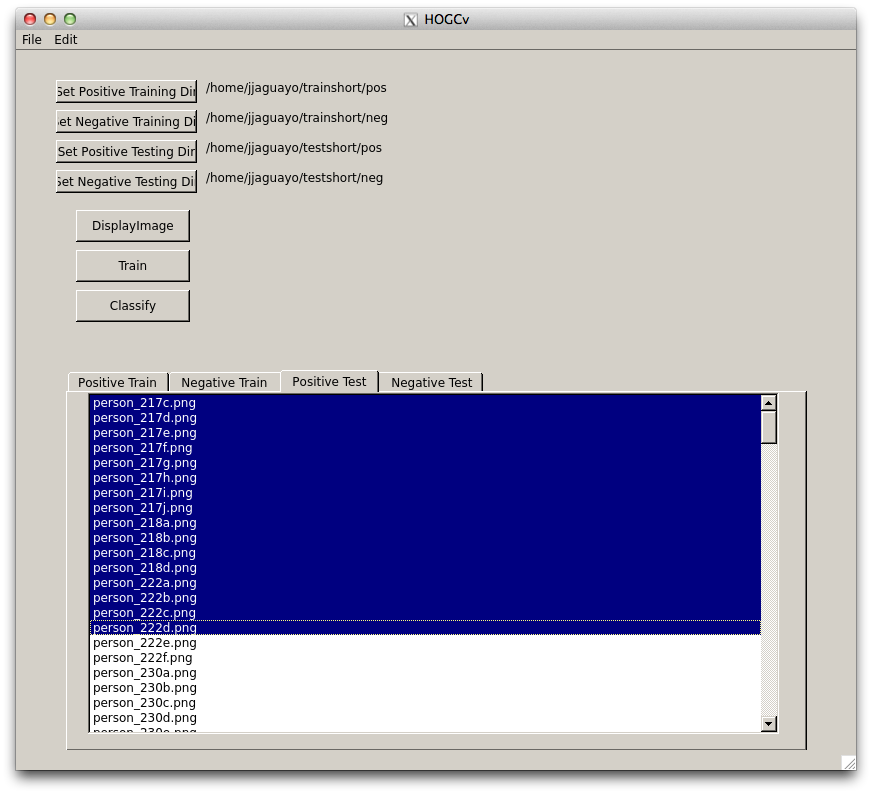 HOGCv
File Edit
Set Positive Training Dir /home/jjaguayo/trainshort/pos
Set Negative Training Di /home/jjaguayo/trainshort/neg
Set Positive Testing Dir /home/jjaguayo/testshort/pos
Set Negative Testing Di /home/jjaguayo/testshort/neg
DisplayImage
Train
Classify
Positive Train Negative Train Positive Test Negative Test
person_217c.png
person_217d.png
person_217e.png
person_217f.png
person_217g.png
person_217h.png
person_217i.png
person_217j.png
person_218a.png
person_218b.png
person_218c.png
person_218d.png
person_222a.png
person_222b.png
person_222c.png
person_222d.png
person_222e.png
person_222f.png
person_230a.png
person_230b.png
person_230c.png
person_230d.png